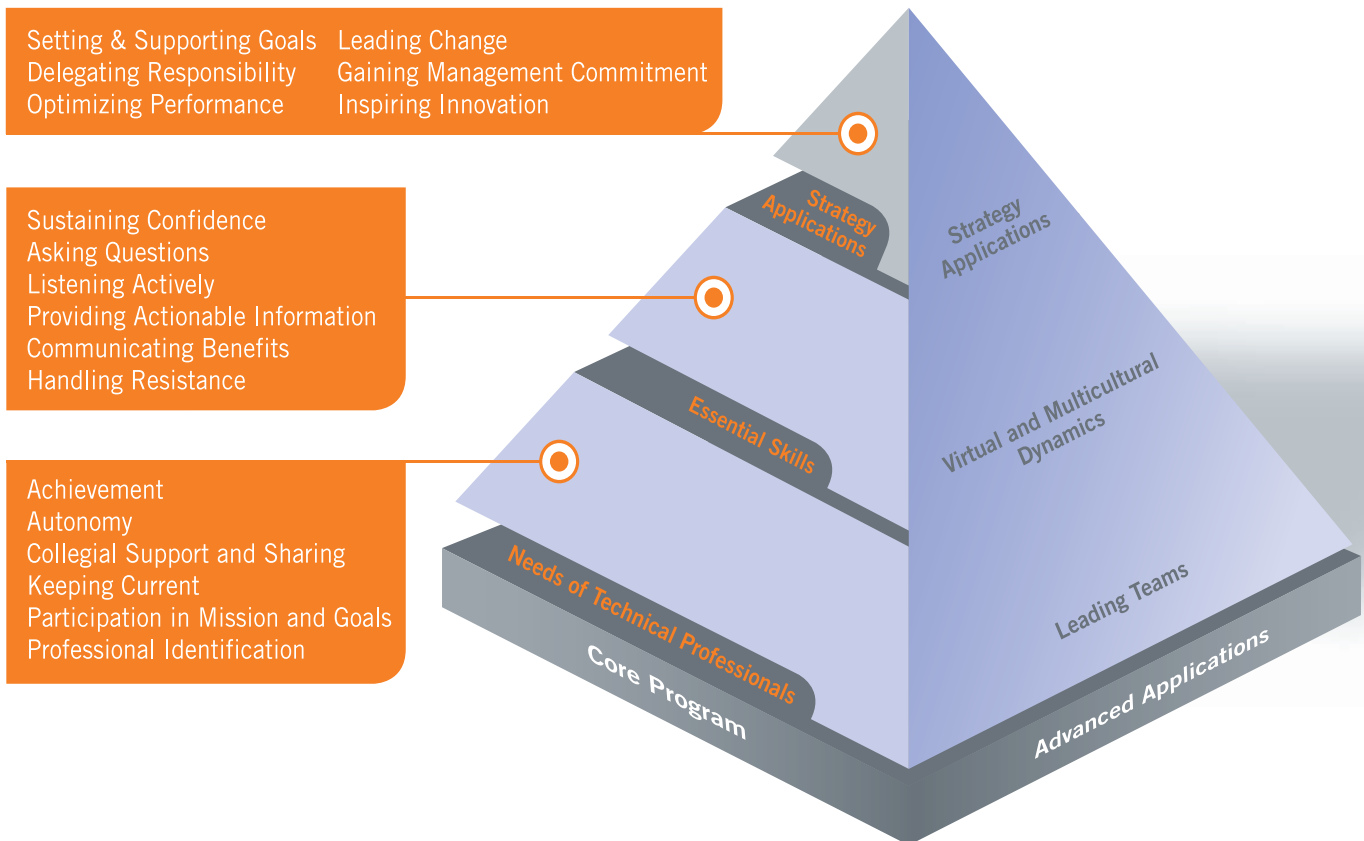 Setting & Supporting Goals
Delegating Responsibility
Optimizing Performance
Leading Change
Gaining Management Commitment
Inspiring Innovation
Sustaining Confidence
Asking Questions
Listening Actively
Providing Actionable Information
Communicating Benefits
Handling Resistance
Achievement
Autonomy
Collegial Support and Sharing
Keeping Current
Participation in Mission and Goals
Professional Identification
Strategy
Applications
Essential Skills
Needs of Technical Professionals
Core Program
Strategy
Applications
Virtual and Multicultural
Dynamics
Leading Teams
Advanced Applications